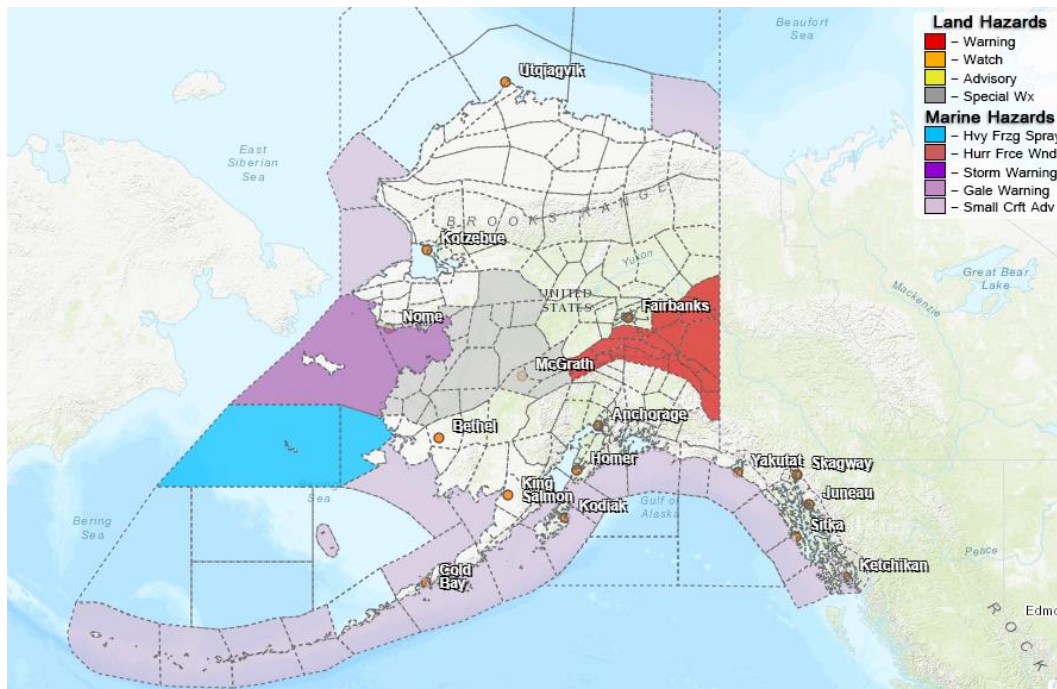 Land Hazards
– Warning
– Watch
– Advisory
– Special Wx
Marine Hazards
– Hvy Frzg Spray
– Hurr Frce Wnd
– Storm Warning
– Gale Warning
– Small Crft Adv
Beaufort
Sea
Utqiagvik
East
Siberian
Sea
BROOKS RANGE
Kotzebue
Yukon
Great Bear
Lake
Mackenzie
UNITED
STATES
Fairbanks
Nome
McGrath
Anchorage
Bethel
Homer
Yakutat
Skagway
King
Salmon
Juneau
Kodiak
Gulf of
Alaska
Sitka
Bering
Sea
Sea
Peace
Cold
Bay
Ketchikan
Edmo
ROCK